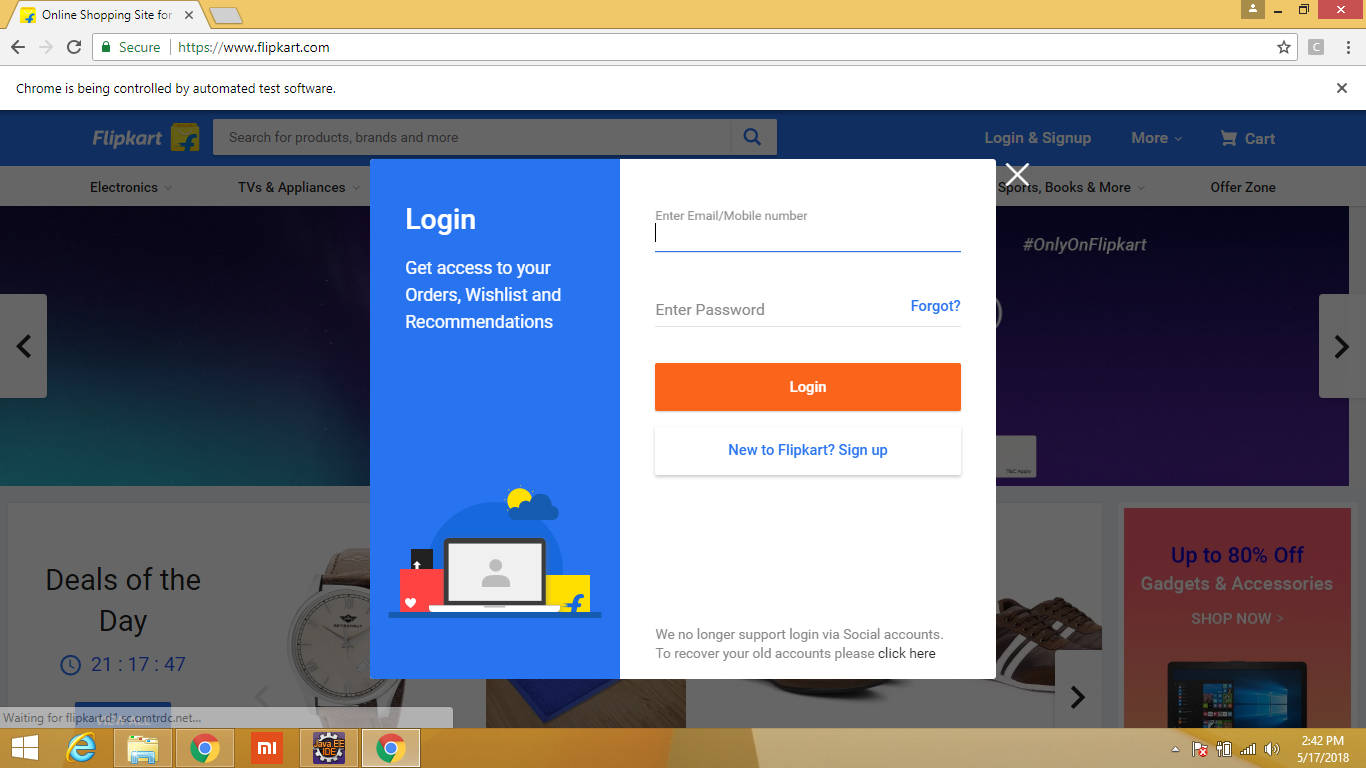 Online Shopping Site for
Secure
https://www.flipkart.com
Chrome is being controlled by automated test software.
Flipkart
Search for products, brands and more
Login & Signup
More
Cart
Electronics
TVs & Appliances
Sports, Books & More
Offer Zone
Login
Get access to your
Orders, Wishlist and
Recommendations
Enter Email/Mobile number
Enter Password
Forgot?
Login
New to Flipkart? Sign up
We no longer support login via Social accounts.
To recover your old accounts please click here
#OnlyOnFlipkart
T&C Apply
Deals of the
Day
21 : 17 : 47
Up to 80% Off
Gadgets & Accessories
SHOP NOW >
Waiting for flipkart.d1.sc.omtrdc.net...
mi
Java EE
IDE
2:42 PM
5/17/2018